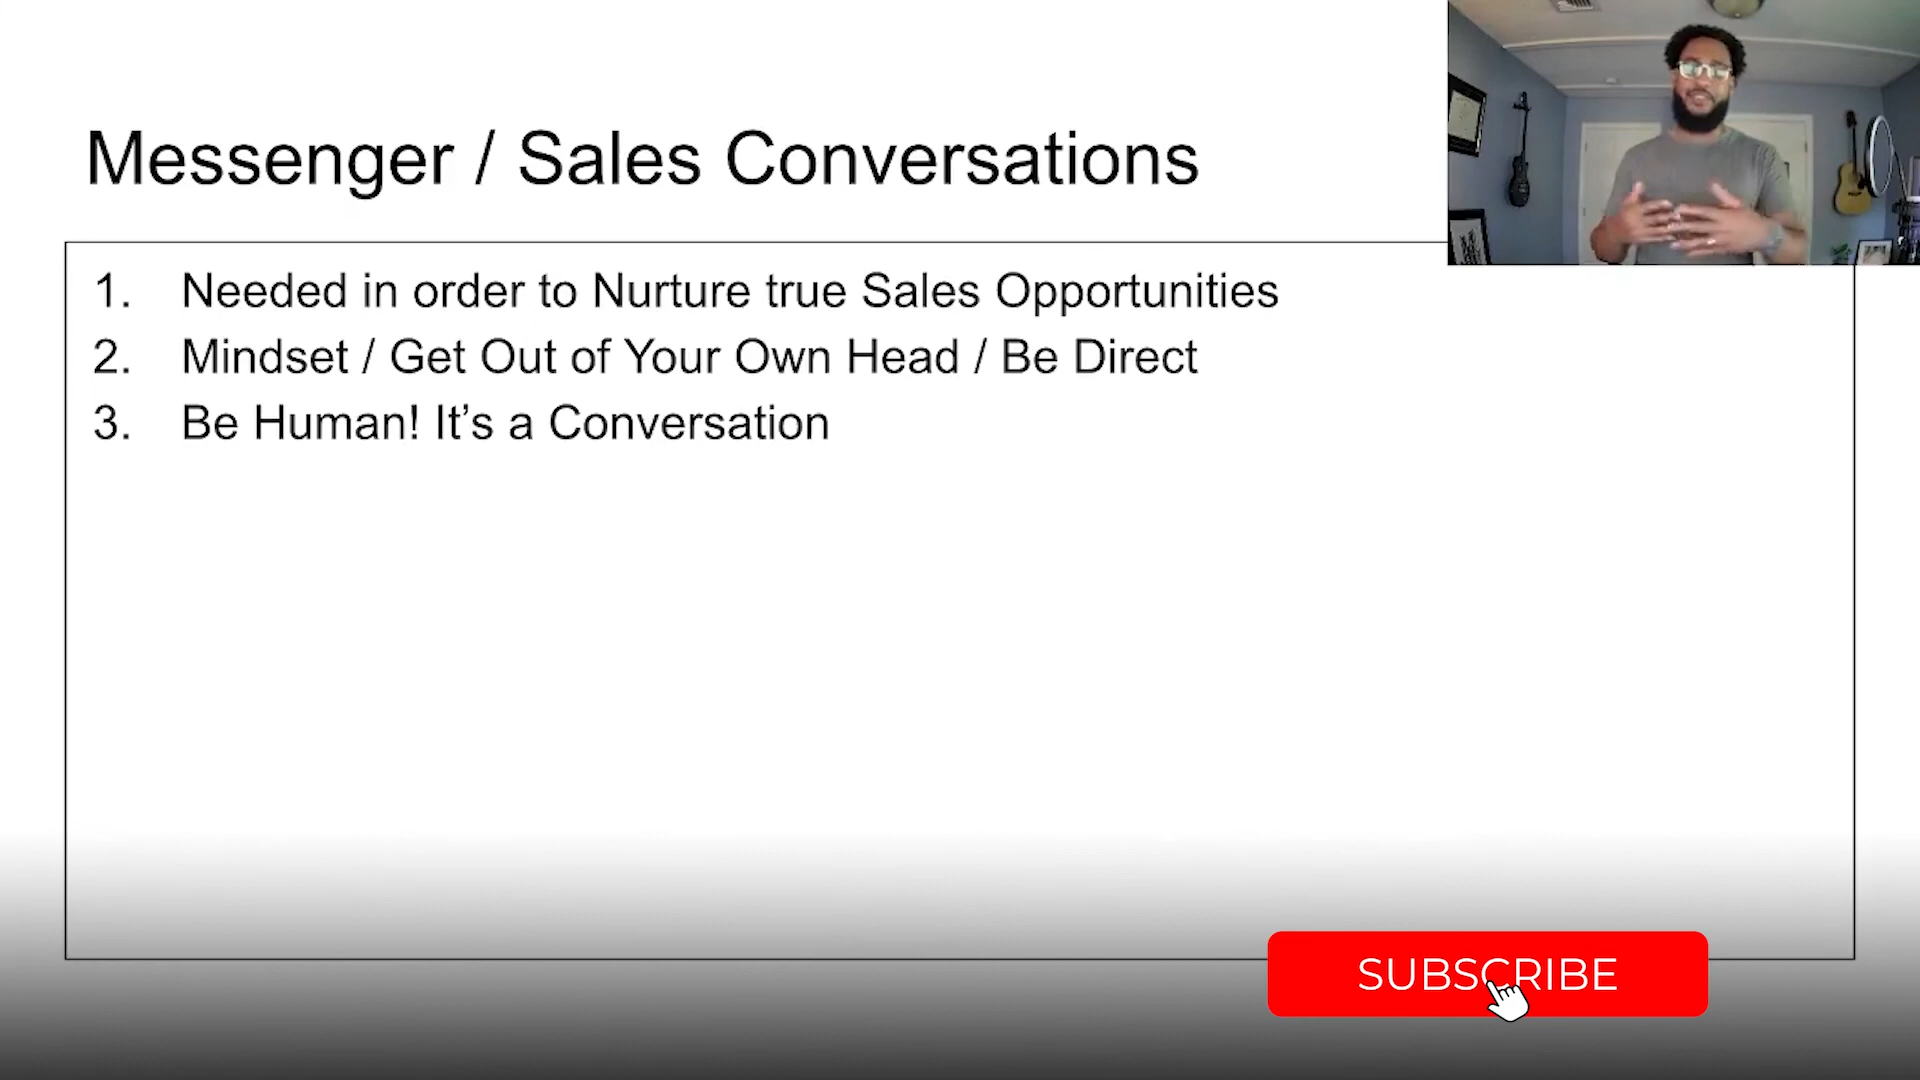 Messenger / Sales Conversations
1. Needed in order to Nurture true Sales Opportunities
2. Mindset / Get Out of Your Own Head / Be Direct
3. Be Human! It’s a Conversation
SUBSCRIBE